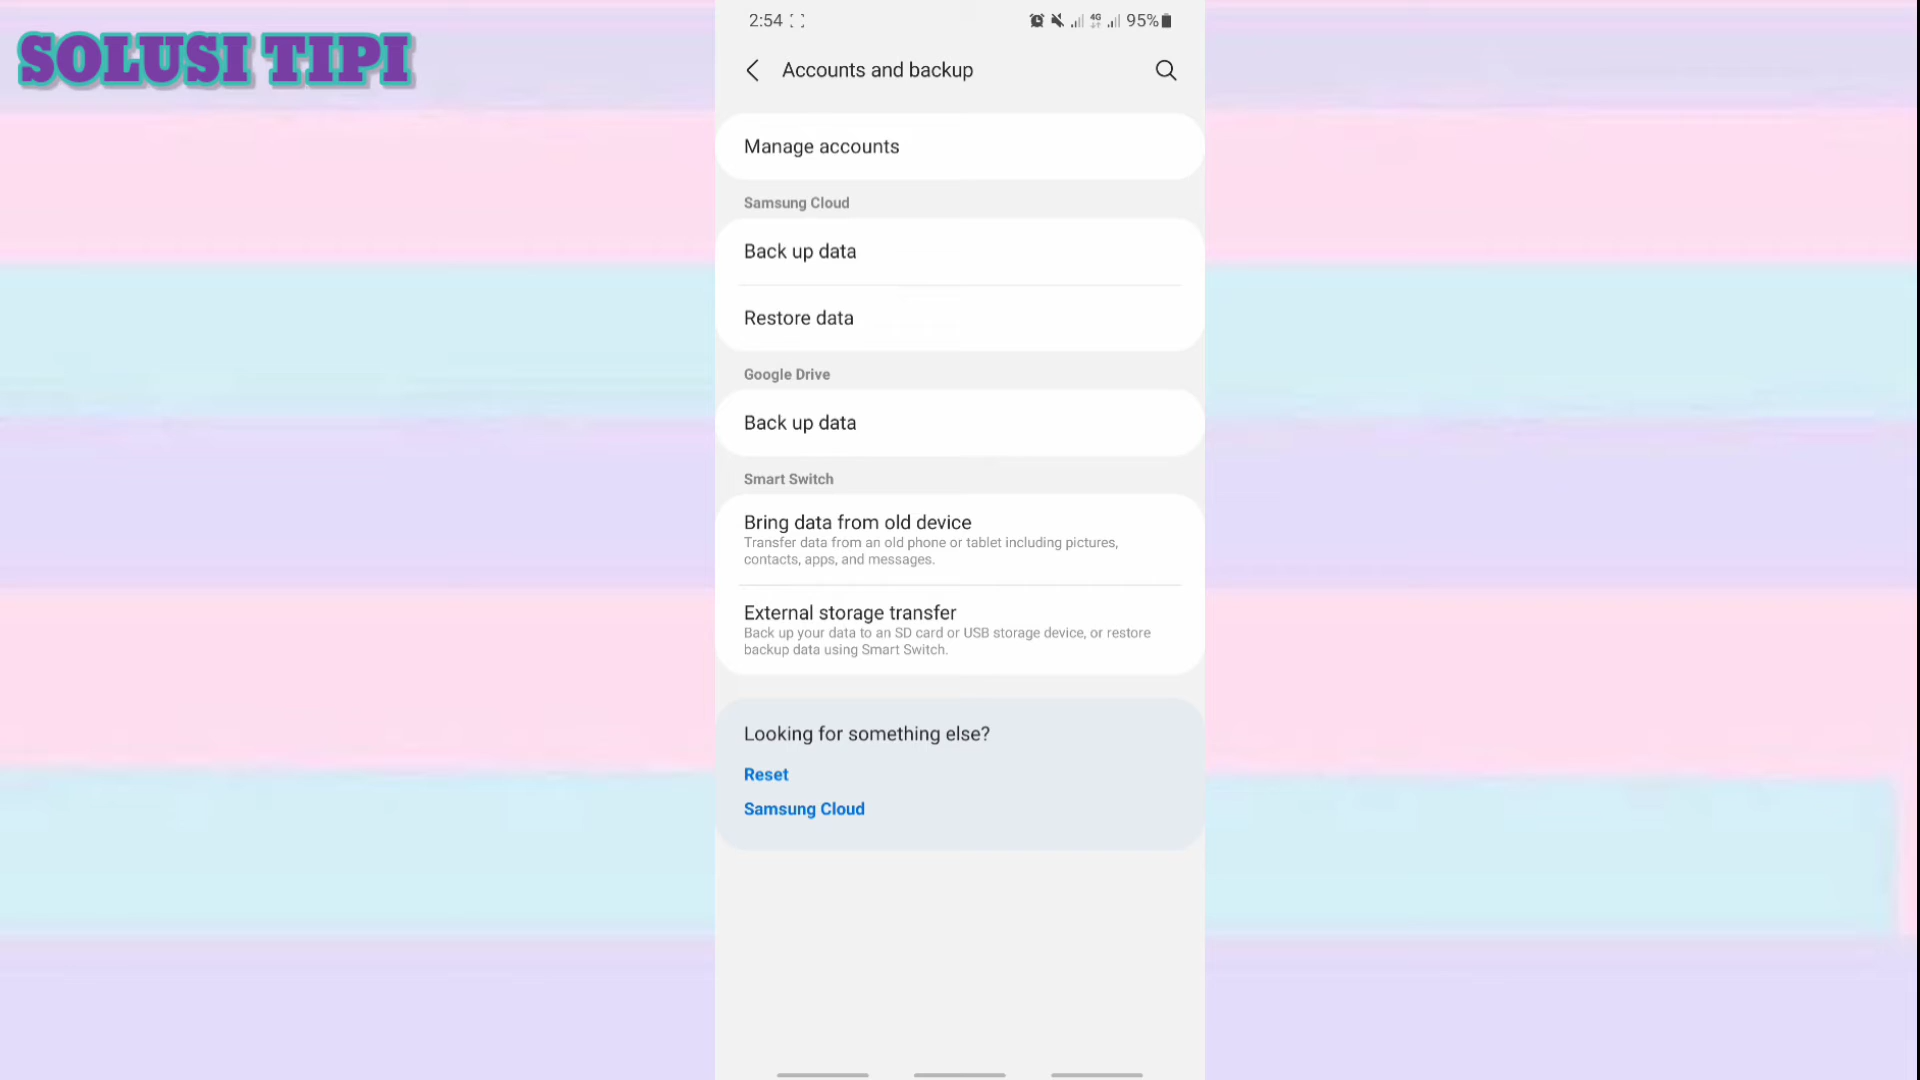 SOLUSI TIPI
2:54 4G 95%
Accounts and backup
Manage accounts
Samsung Cloud
Back up data
Restore data
Google Drive
Back up data
Smart Switch
Bring data from old device
Transfer data from an old phone or tablet including pictures,
contacts, apps, and messages.
External storage transfer
Back up your data to an SD card or USB storage device, or restore
backup data using Smart Switch.
Looking for something else?
Reset
Samsung Cloud